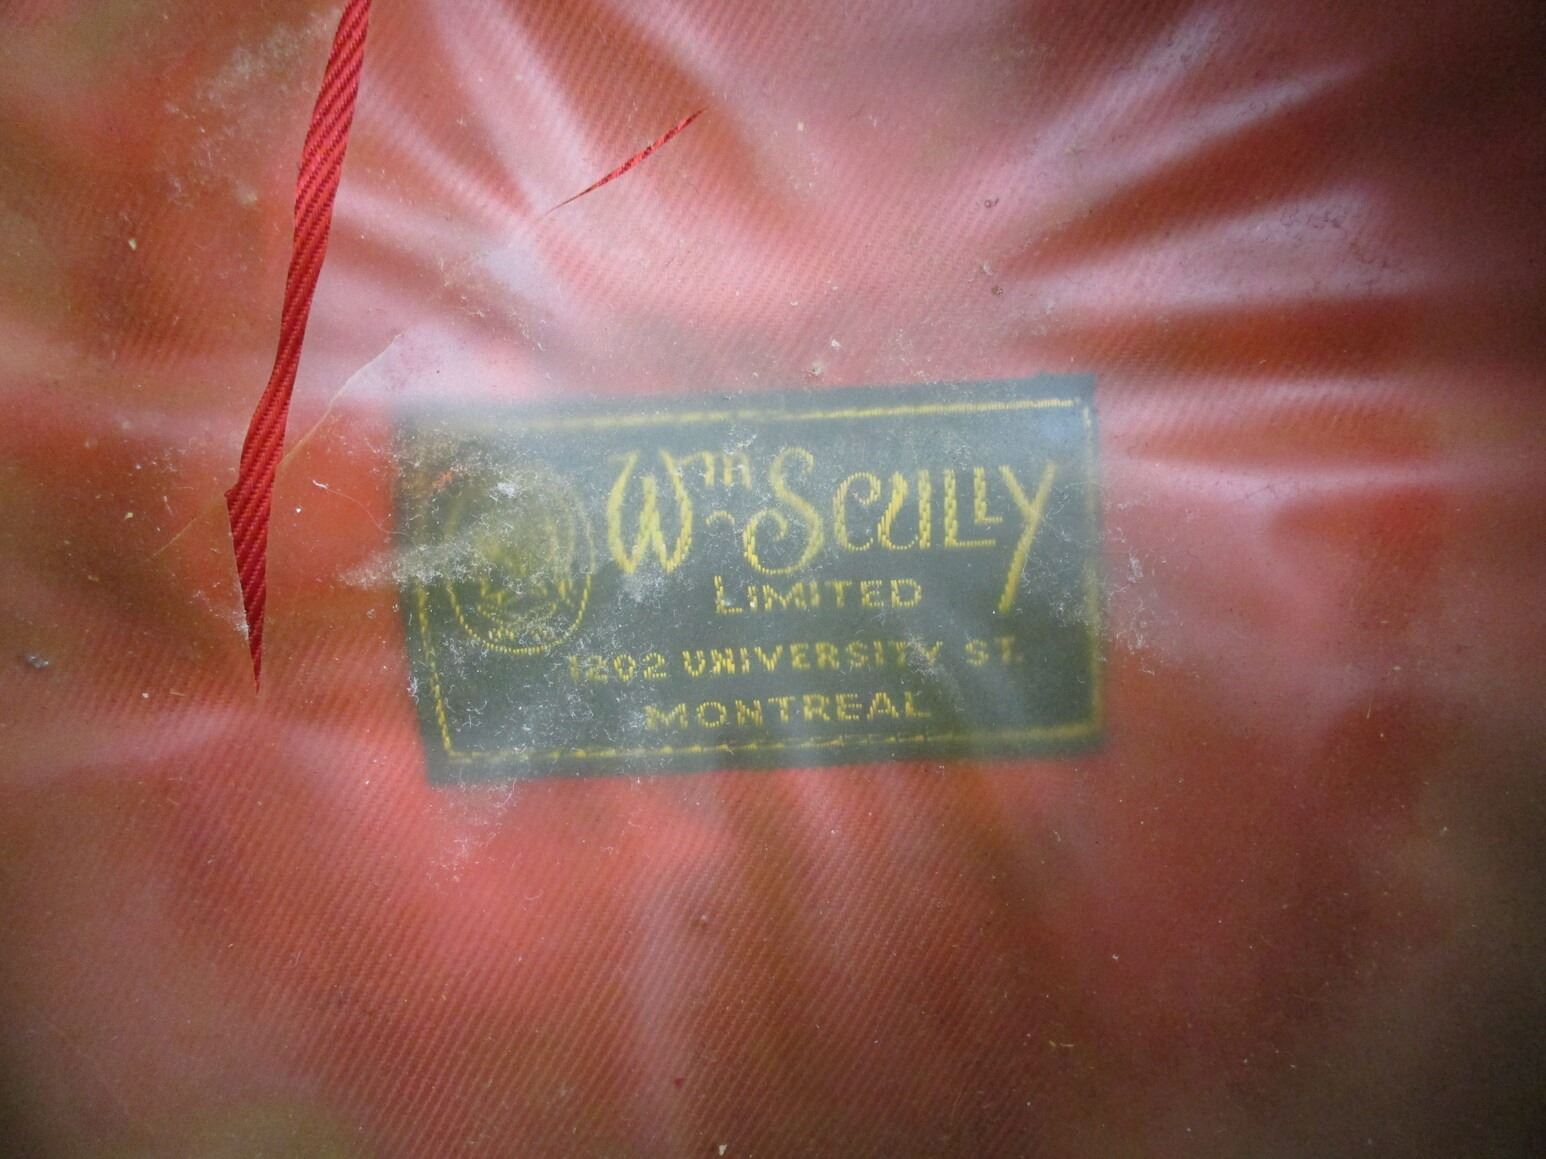 Wm Scully
LIMITED
1202 UNIVERSITY ST.
MONTREAL